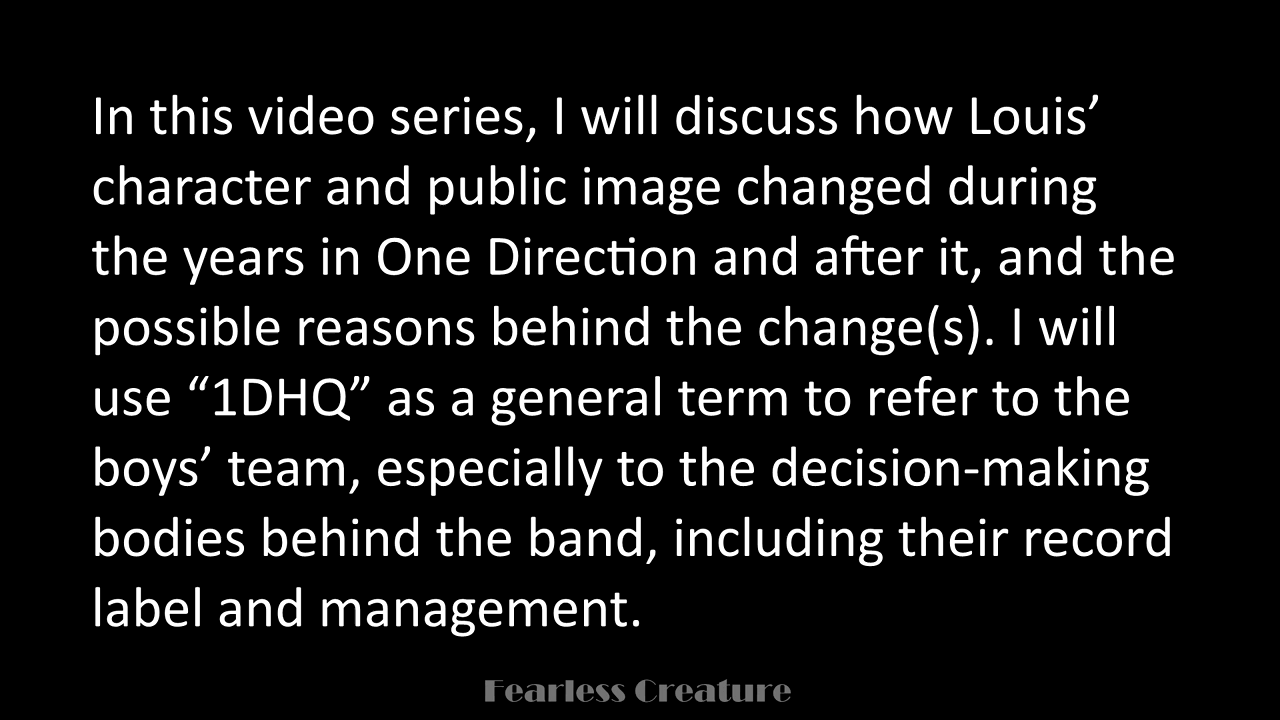 In this video series, I will discuss how Louis’
character and public image changed during
the years in One Direction and after it, and the
possible reasons behind the change(s). I will
use “1DHQ” as a general term to refer to the
boys’ team, especially to the decision-making
bodies behind the band, including their record
label and management.
Fearless Creature